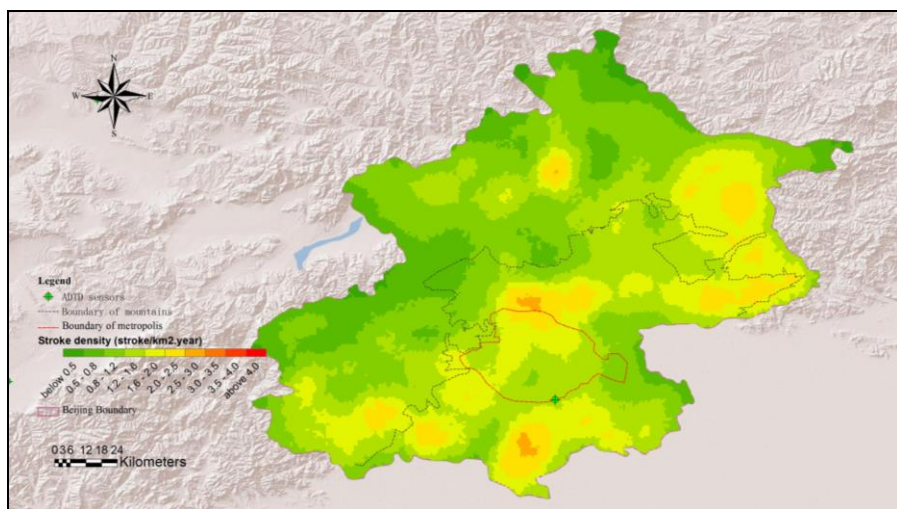 N
W E
S
Legend
ADTD sensors
Boundary of mountains
Boundary of metropolis
Stroke density (stroke/km2.year)
below 0.5
0.5 - 0.8
0.8 - 1.2
1.2 - 1.6
1.6 - 2.0
2.0 - 2.5
2.5 - 3.0
3.0 - 3.5
3.5 - 4.0
above 4.0
Beijing Boundary
036 12 18 24
Kilometers